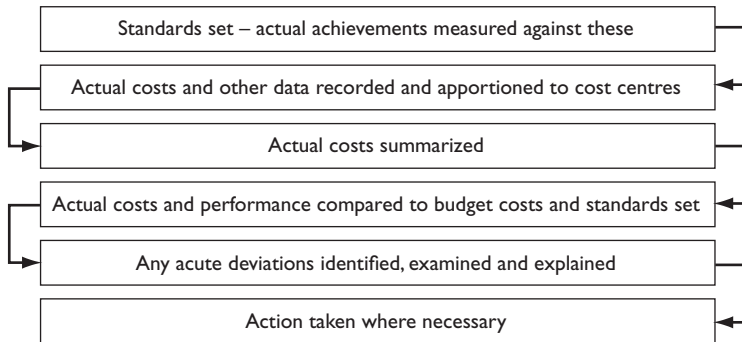 Standards set – actual achievements measured against these
Actual costs and other data recorded and apportioned to cost centres
Actual costs summarized
Actual costs and performance compared to budget costs and standards set
Any acute deviations identified, examined and explained
Action taken where necessary